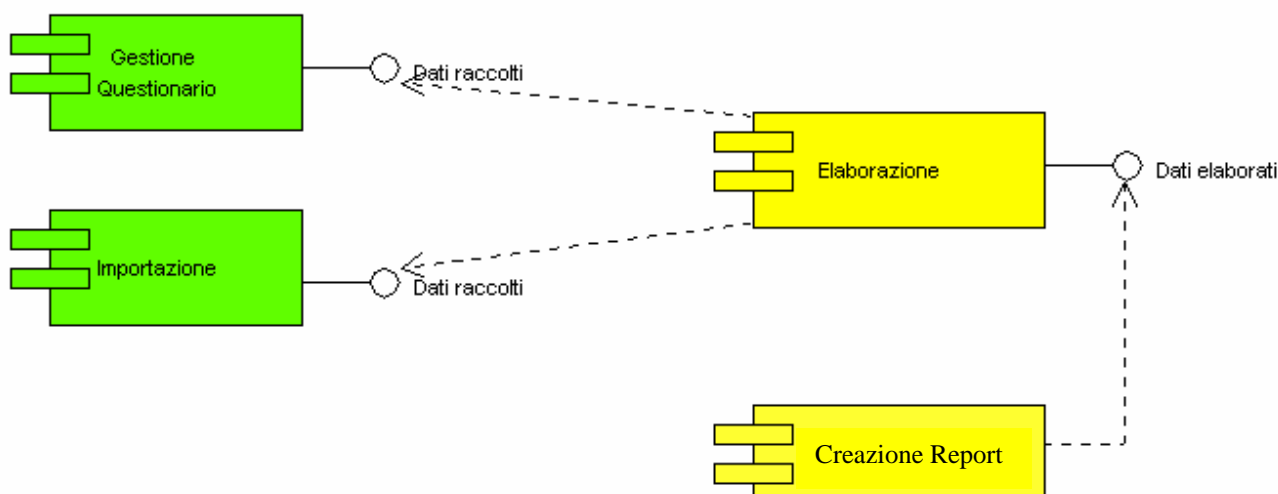 Gestione
Questionario
Dati raccolti
Elaborazione
Dati elaborati
Importazione
Dati raccolti
Creazione Report